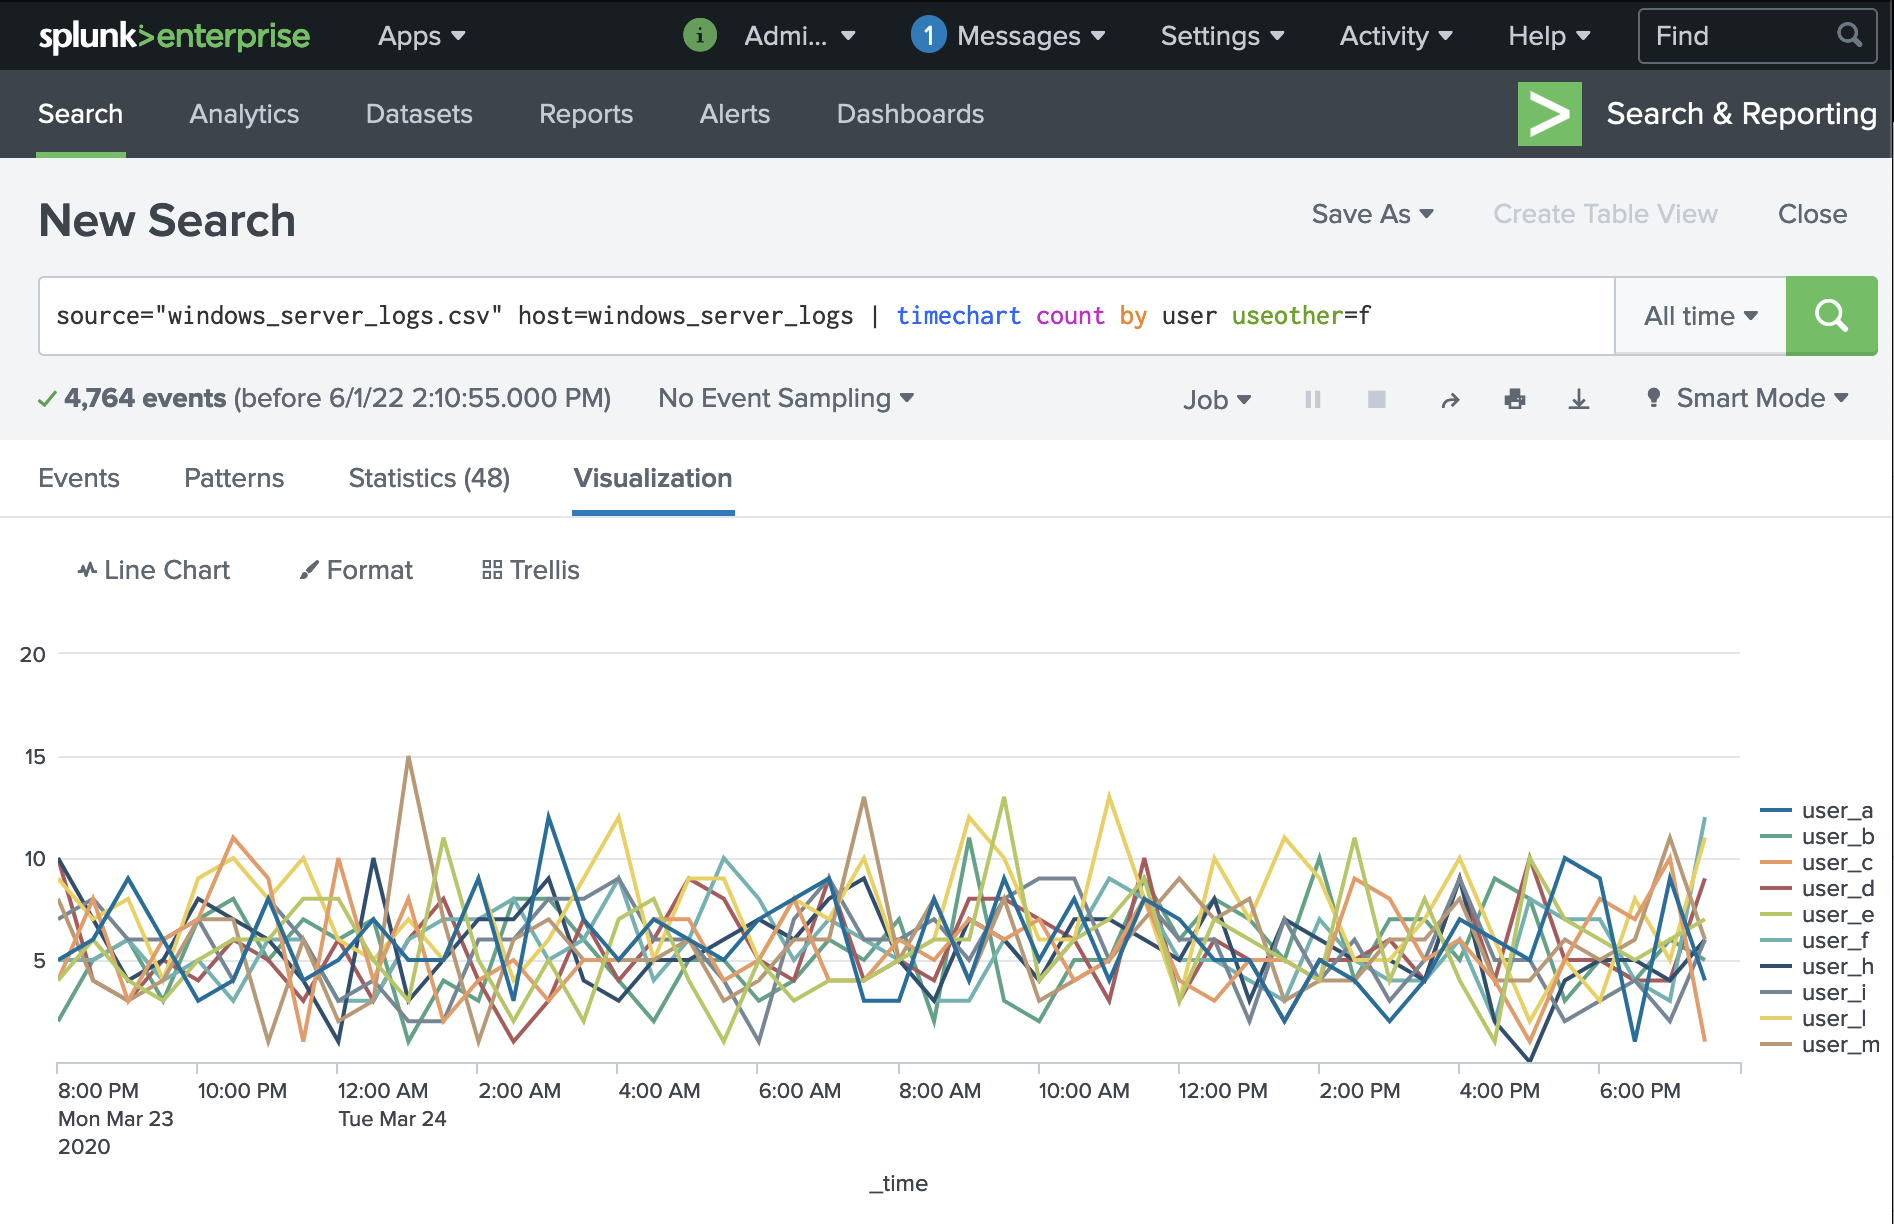 splunk>enterprise Apps i Admi... 1 Messages Settings Activity Help Find
Search Analytics Datasets Reports Alerts Dashboards > Search & Reporting
New Search Save As Create Table View Close
source="windows_server_logs.csv" host=windows_server_logs | timechart count by user useother=f All time
4,764 events (before 6/1/22 2:10:55.000 PM) No Event Sampling Job Smart Mode
Events Patterns Statistics (48) Visualization
Line Chart Format Trellis
20
15
10
5
user_a
user_b
user_c
user_d
user_e
user_f
user_h
user_i
user_l
user_m
8:00 PM 10:00 PM 12:00 AM 2:00 AM 4:00 AM 6:00 AM 8:00 AM 10:00 AM 12:00 PM 2:00 PM 4:00 PM 6:00 PM
Mon Mar 23 Tue Mar 24
2020
_time